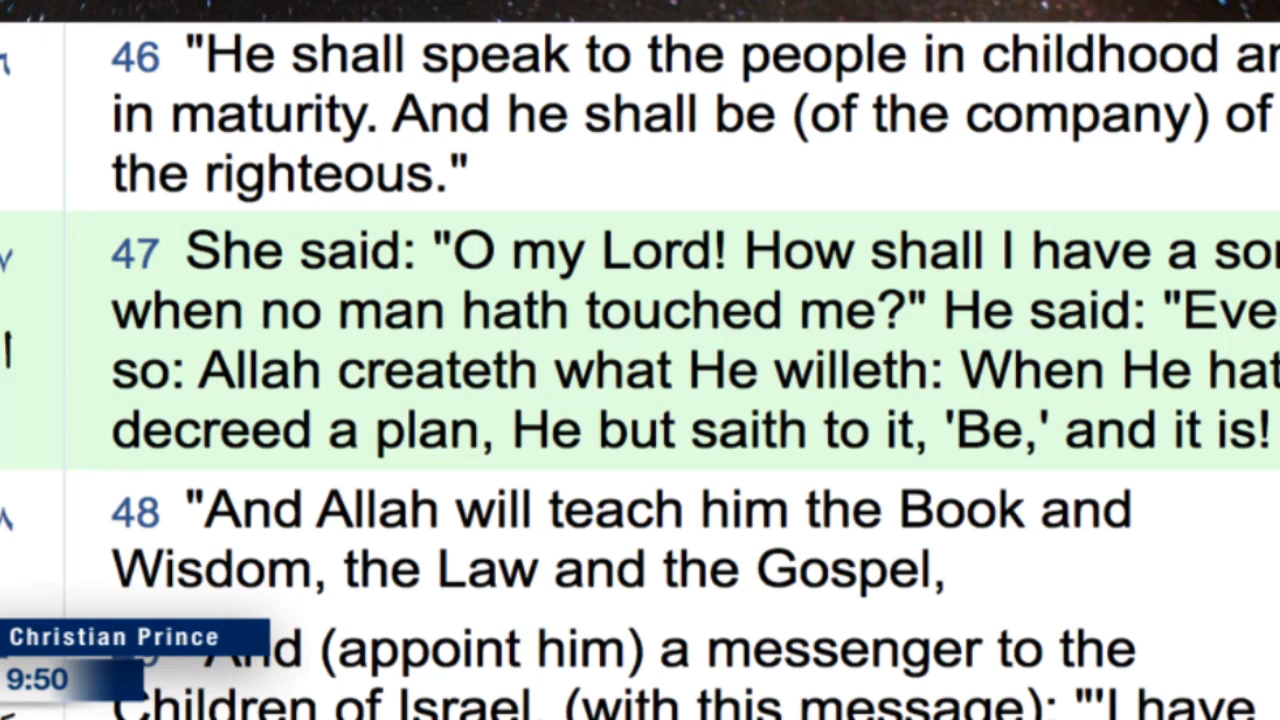 46 "He shall speak to the people in childhood
in maturity. And he shall be (of the company) of
the righteous."
47 She said: "O my Lord! How shall I have a
when no man hath touched me?" He said:
so: Allah createth what He willeth: When He
decreed a plan, He but saith to it, 'Be,' and it is!
48 "And Allah will teach him the Book and
Wisdom, the Law and the Gospel,
"And (appoint him) a messenger to the
Children of Israel, (with this message): "'I have
Christian Prince
9:50